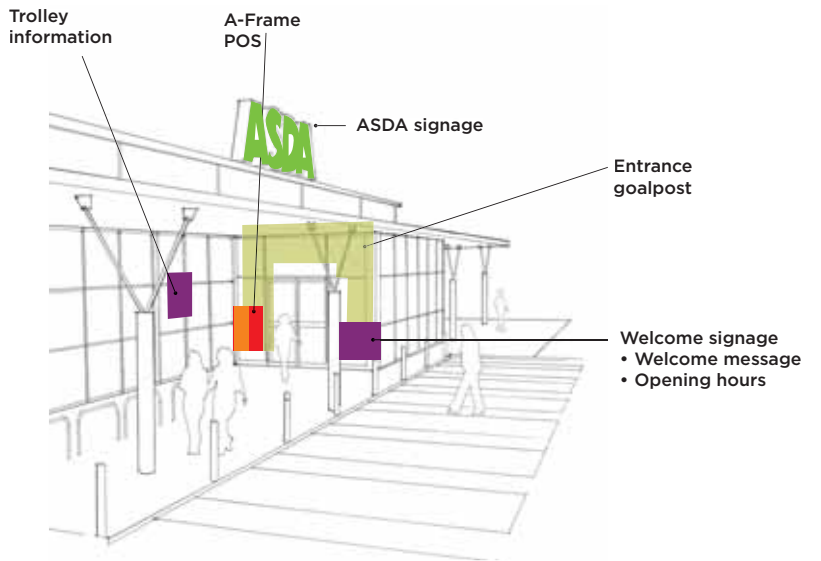 Trolley
information
A-Frame
POS
ASDA
ASDA signage
Entrance
goalpost
Welcome signage
• Welcome message
• Opening hours